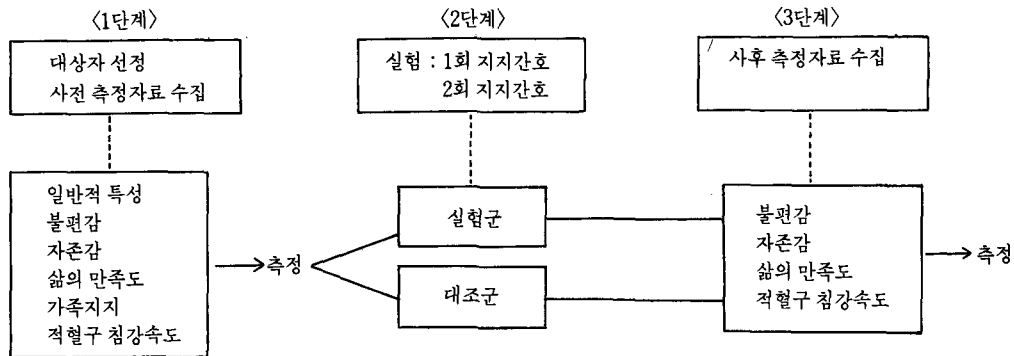 〈1단계〉
대상자 선정
사전 측정자료 수집
일반적 특성
불편감
자존감
삶의 만족도
가족지지
적혈구 침강속도
측정
〈2단계〉
실험 : 1회 지지간호
2회 지지간호
실험군
대조군
〈3단계〉
사후 측정자료 수집
불편감
자존감
삶의 만족도
적혈구 침강속도
측정